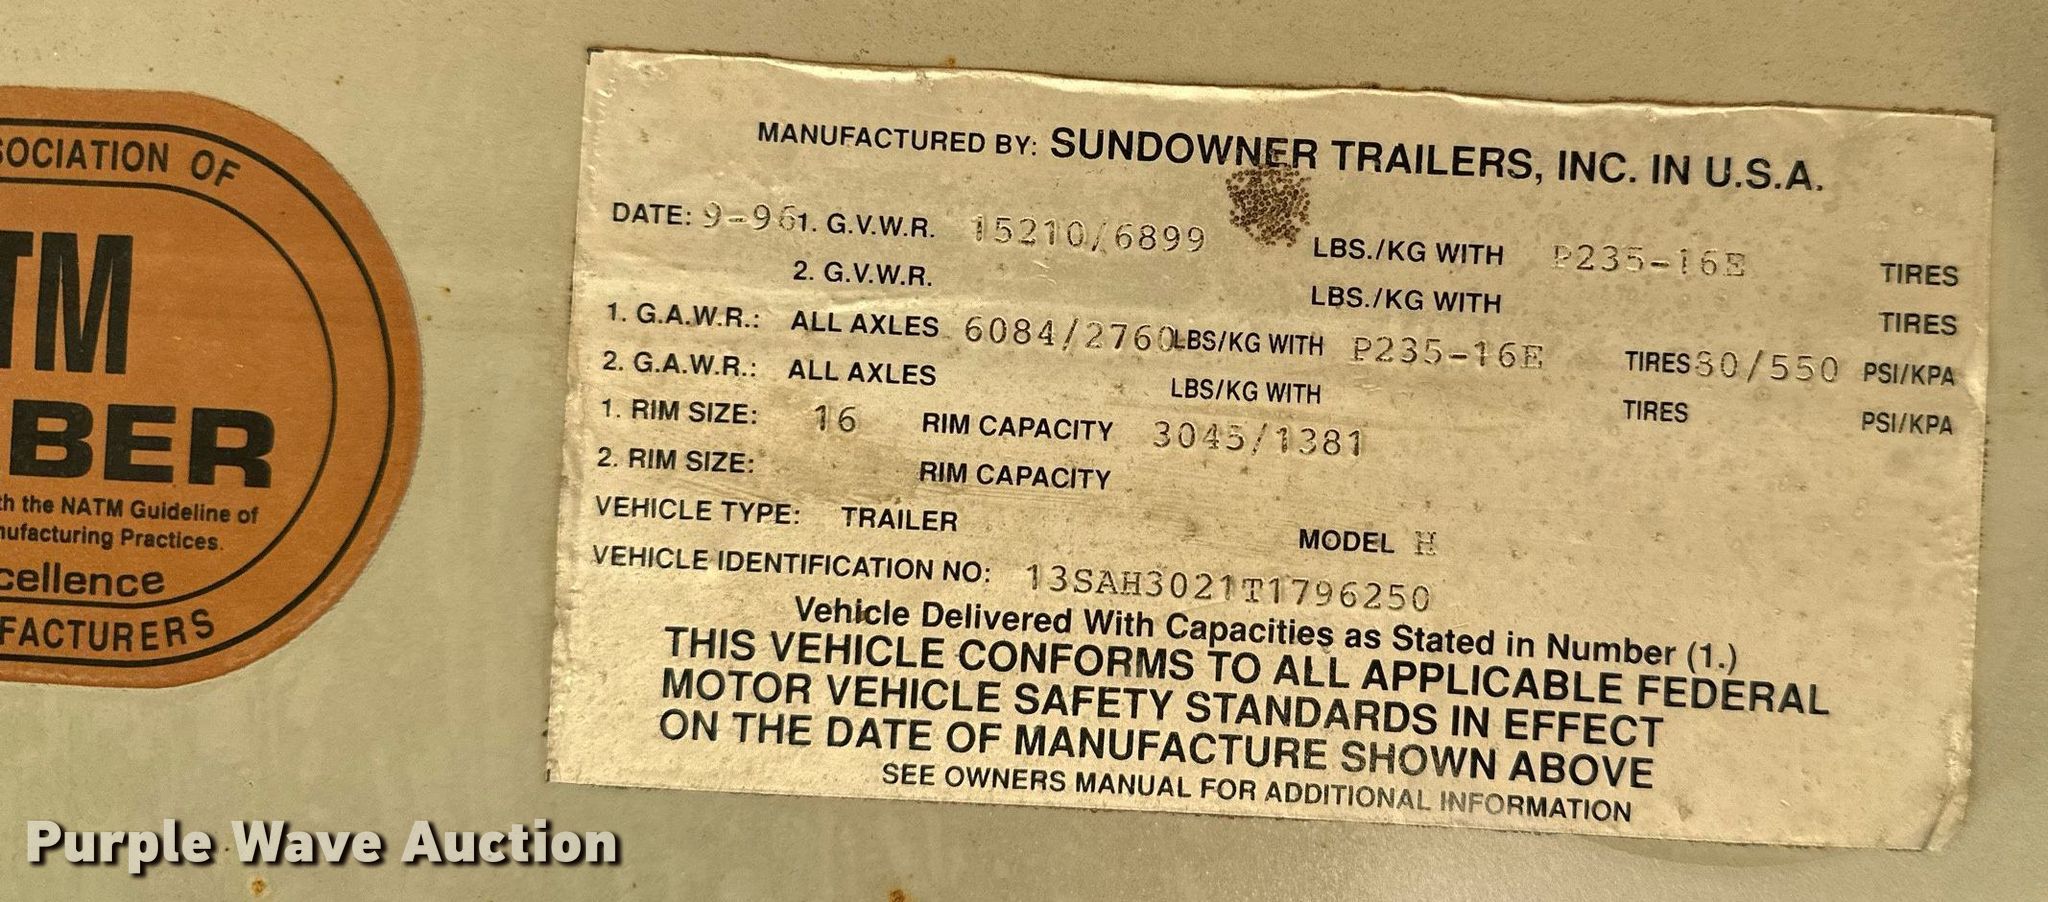 SOCIATION OF
TM
BER
th the NATM Guideline of
nufacturing Practices.
cellence
FACTURERS
MANUFACTURED BY: SUNDOWNER TRAILERS, INC. IN U.S.A.
DATE: 9-96 1. G.V.W.R. 15210/6899 LBS./KG WITH P235-16E TIRES
2. G.V.W.R. LBS./KG WITH TIRES
1. G.A.W.R.: ALL AXLES 6084/2760 LBS/KG WITH P235-16E TIRES 80/550 PSI/KPA
2. G.A.W.R.: ALL AXLES LBS/KG WITH TIRES PSI/KPA
1. RIM SIZE: 16 RIM CAPACITY 3045/1381
2. RIM SIZE: RIM CAPACITY
VEHICLE TYPE: TRAILER MODEL H
VEHICLE IDENTIFICATION NO: 13SAH3021T1796250
Vehicle Delivered With Capacities as Stated in Number (1.)
THIS VEHICLE CONFORMS TO ALL APPLICABLE FEDERAL
MOTOR VEHICLE SAFETY STANDARDS IN EFFECT
ON THE DATE OF MANUFACTURE SHOWN ABOVE
SEE OWNERS MANUAL FOR ADDITIONAL INFORMATION
Purple Wave Auction